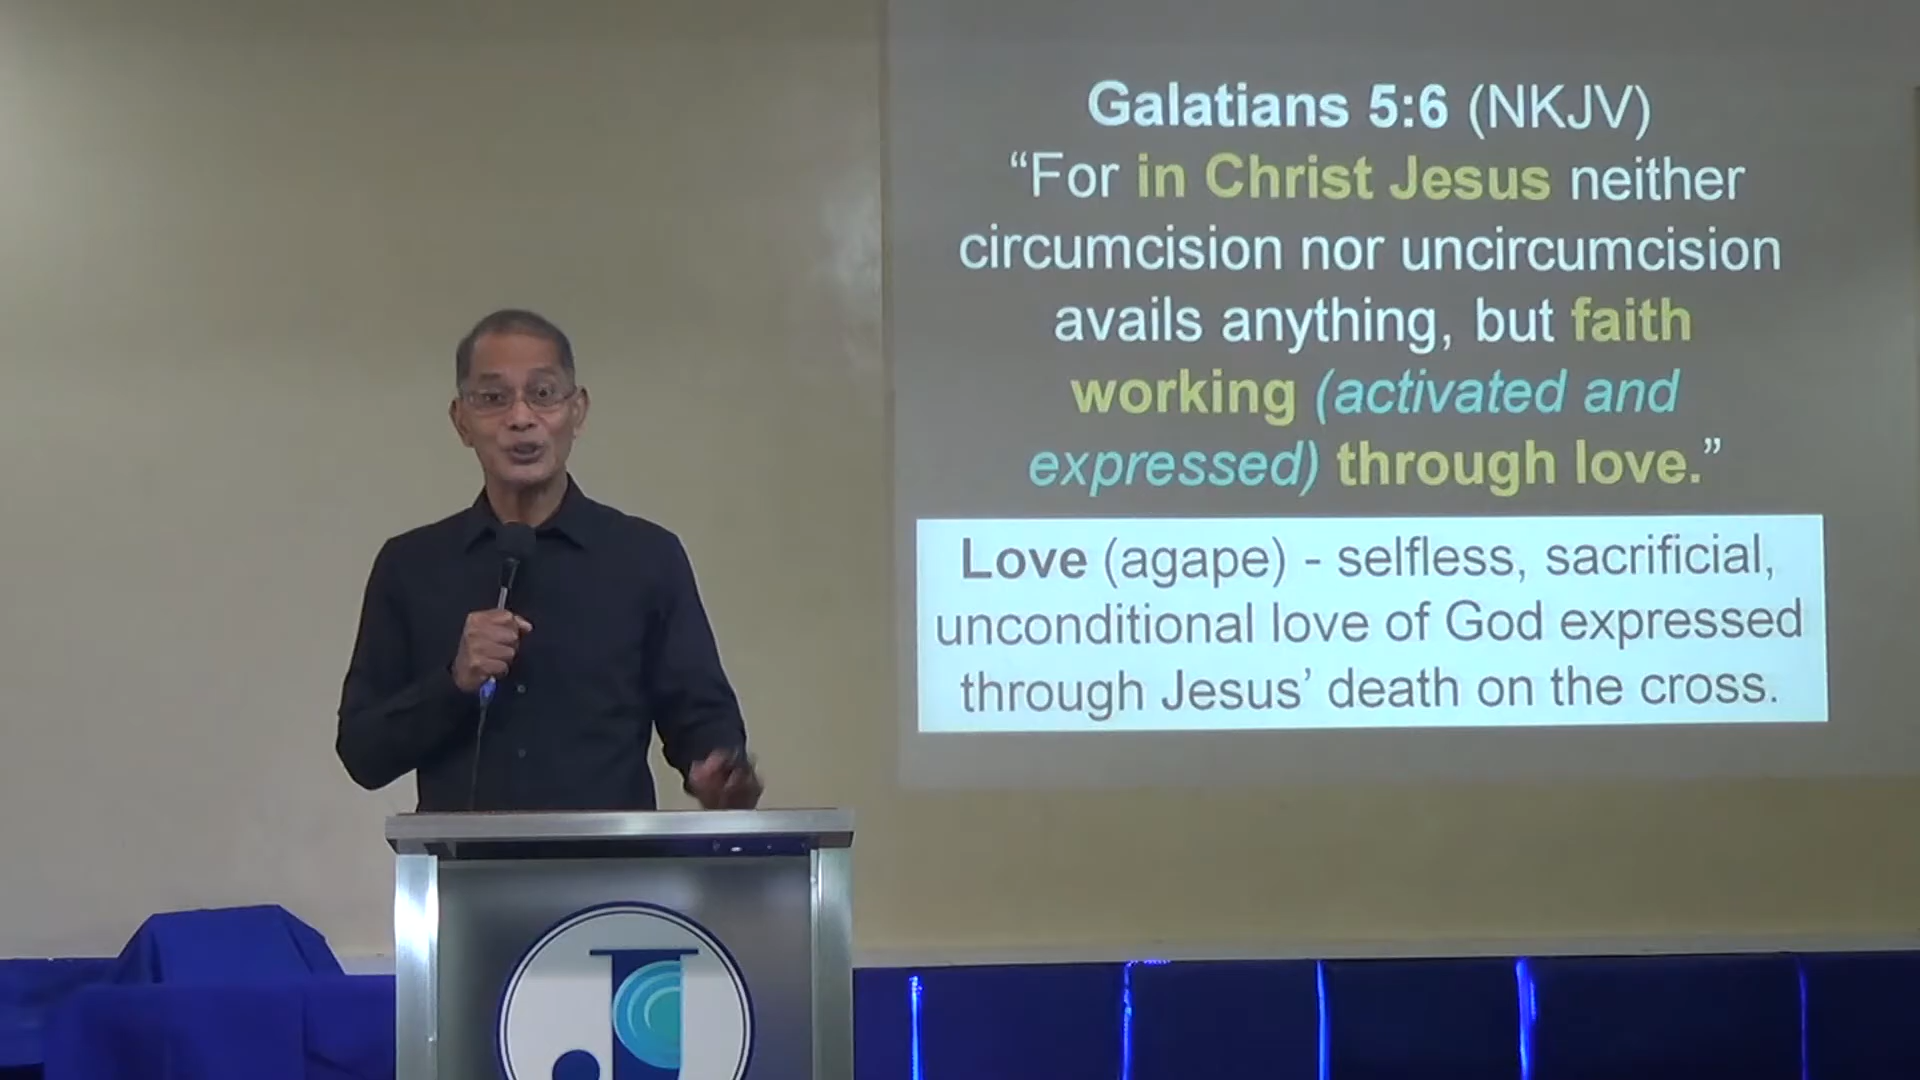 Galatians 5:6 (NKJV)
“For in Christ Jesus neither
circumcision nor uncircumcision
avails anything, but faith
working (activated and
expressed) through love.”
Love (agape) - selfless, sacrificial,
unconditional love of God expressed
through Jesus’ death on the cross.